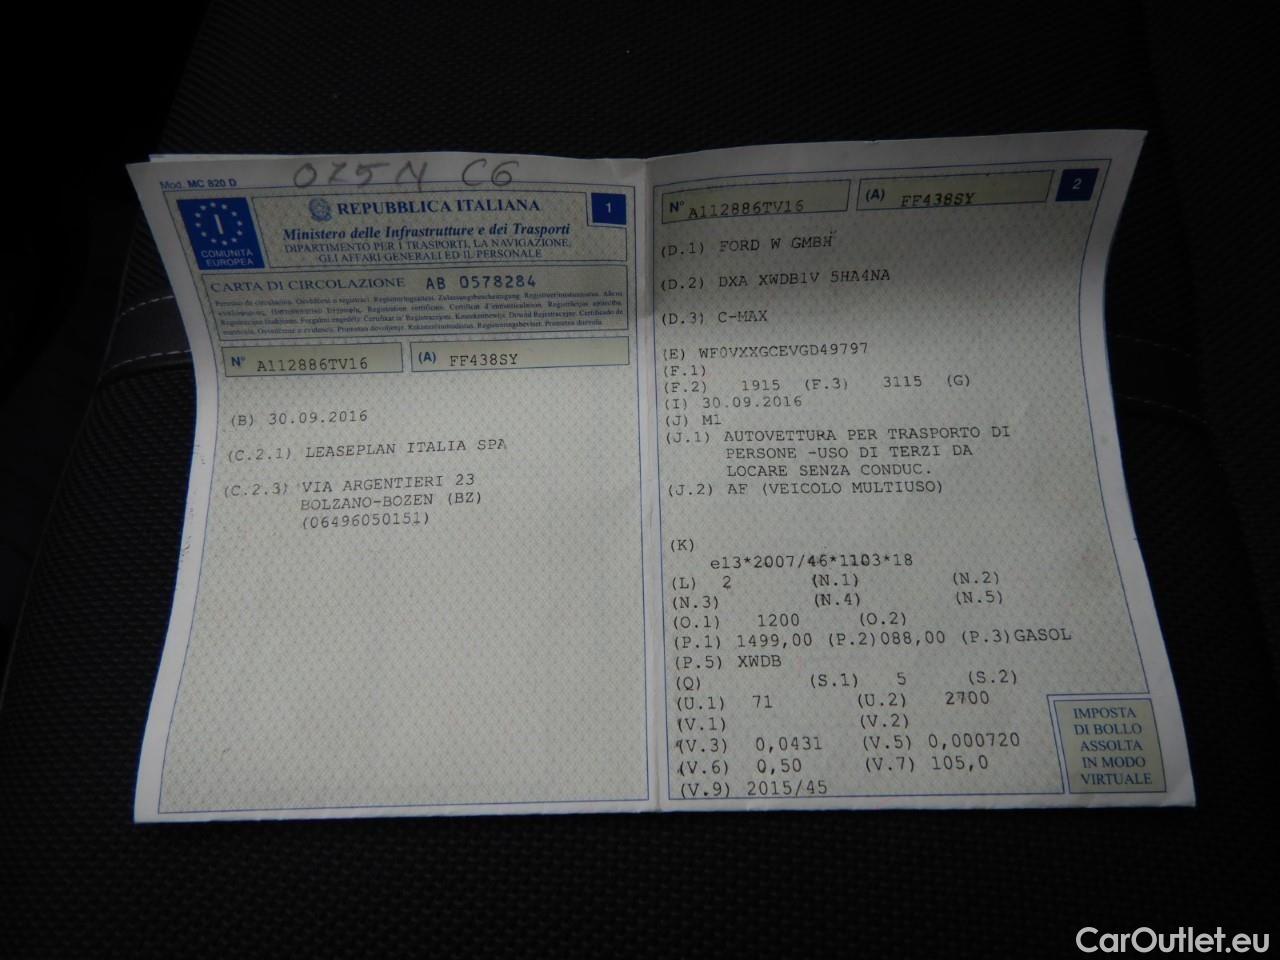 OZ5N C6
Mod. MC 820 D
I
COMUNITÀ
EUROPEA
REPUBBLICA ITALIANA
1
Ministero delle Infrastrutture e dei Trasporti
DIPARTIMENTO PER I TRASPORTI, LA NAVIGAZIONE,
GLI AFFARI GENERALI ED IL PERSONALE
CARTA DI CIRCOLAZIONE AB 0578284
N° A112886TV16 (A) FF438SY
(B) 30.09.2016
(C.2.1) LEASEPLAN ITALIA SPA
(C.2.3) VIA ARGENTIERI 23
BOLZANO-BOZEN (BZ)
(06496050151)
N° A112886TV16 (A) FF438SY
2
(D.1) FORD W GMBH
(D.2) DXA XWDB1V 5HA4NA
(D.3) C-MAX
(E) WF0VXXGCEVGD49797
(F.1)
(F.2) 1915 (F.3) 3115 (G)
(I) 30.09.2016
(J) M1
(J.1) AUTOVETTURA PER TRASPORTO DI
PERSONE -USO DI TERZI DA
LOCARE SENZA CONDUC.
(J.2) AF (VEICOLO MULTIUSO)
(K)
e13*2007/46*1103*18
(L) 2 (N.1) (N.2)
(N.3) (N.4) (N.5)
(O.1) 1200 (O.2)
(P.1) 1499,00 (P.2)088,00 (P.3)GASOL
(P.5) XWDB
(Q) (S.1) 5 (S.2)
(U.1) 71 (U.2) 2700
(V.1) (V.2)
(V.3) 0,0431 (V.5) 0,000720
(V.6) 0,50 (V.7) 105,0
(V.9) 2015/45
IMPOSTA
DI BOLLO
ASSOLTA
IN MODO
VIRTUALE
CarOutlet.eu